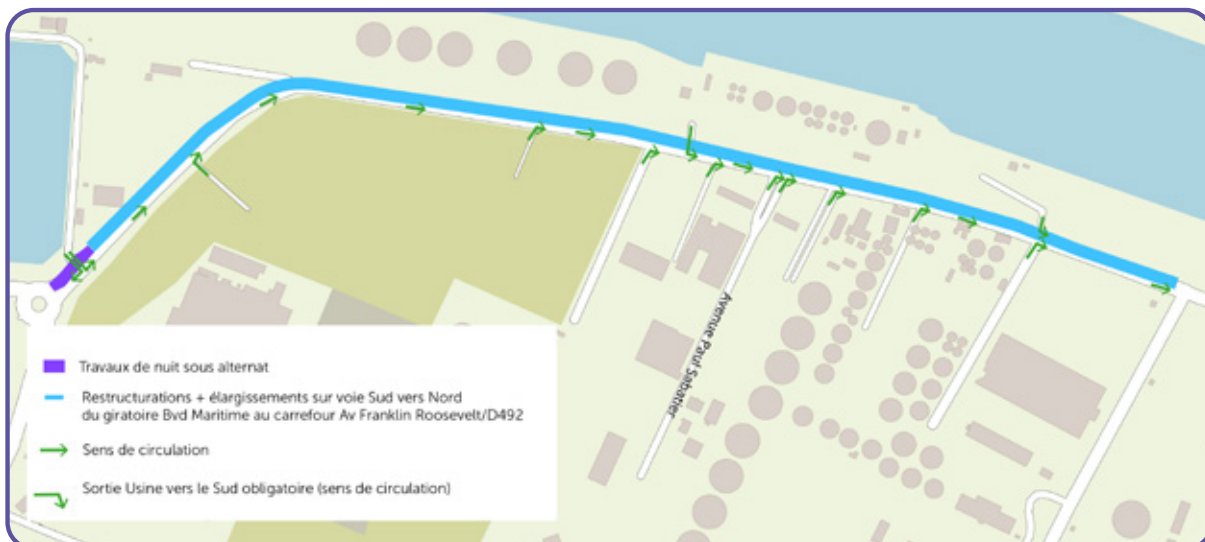 Avenue Paul Sabatier
Travaux de nuit sous alternat
Restructurations + élargissements sur voie Sud vers Nord
du giratoire Bvd Maritime au carrefour Av Franklin Roosevelt/D492
Sens de circulation
Sortie Usine vers le Sud obligatoire (sens de circulation)